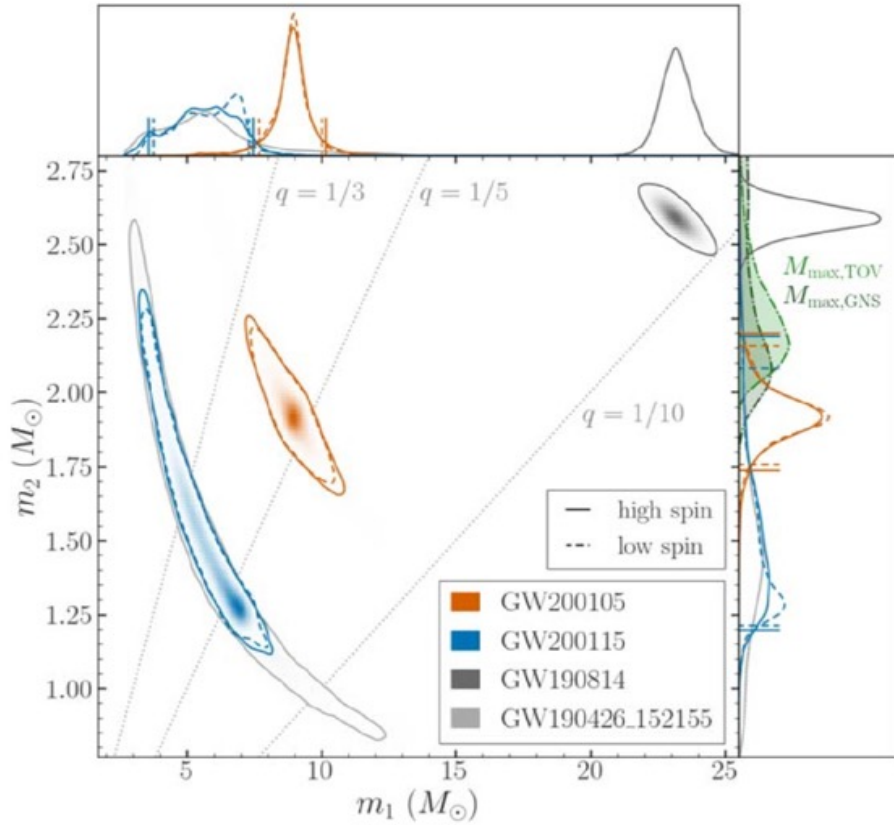 2.75
2.50
2.25
2.00
1.75
1.50
1.25
1.00
m₂ (M⊙)
5
10
15
20
25
m₁ (M⊙)
q = 1/3
q = 1/5
q = 1/10
M_max,TOV
M_max,GNS
high spin
low spin
GW200105
GW200115
GW190814
GW190426_152155